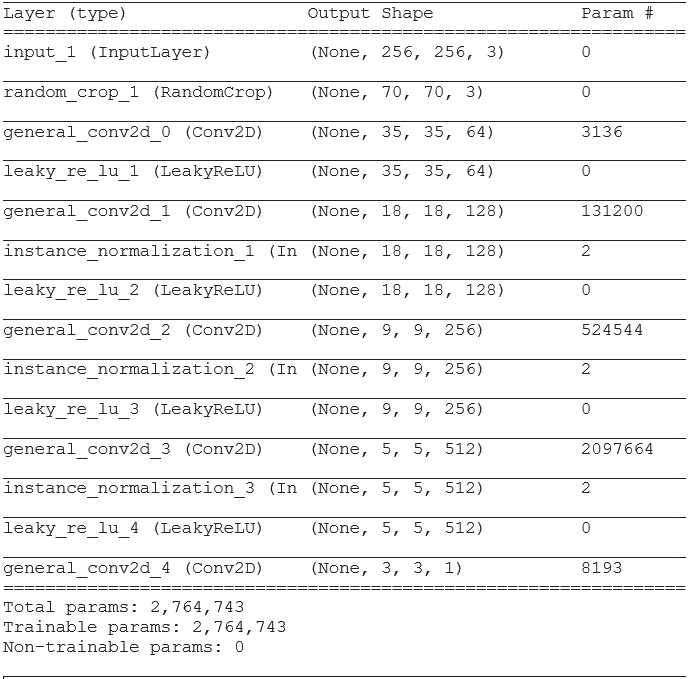 Layer (type) Output Shape Param #
=================================================================
input_1 (InputLayer) (None, 256, 256, 3) 0
random_crop_1 (RandomCrop) (None, 70, 70, 3) 0
general_conv2d_0 (Conv2D) (None, 35, 35, 64) 3136
leaky_re_lu_1 (LeakyReLU) (None, 35, 35, 64) 0
general_conv2d_1 (Conv2D) (None, 18, 18, 128) 131200
instance_normalization_1 (In (None, 18, 18, 128) 2
leaky_re_lu_2 (LeakyReLU) (None, 18, 18, 128) 0
general_conv2d_2 (Conv2D) (None, 9, 9, 256) 524544
instance_normalization_2 (In (None, 9, 9, 256) 2
leaky_re_lu_3 (LeakyReLU) (None, 9, 9, 256) 0
general_conv2d_3 (Conv2D) (None, 5, 5, 512) 2097664
instance_normalization_3 (In (None, 5, 5, 512) 2
leaky_re_lu_4 (LeakyReLU) (None, 5, 5, 512) 0
general_conv2d_4 (Conv2D) (None, 3, 3, 1) 8193
=================================================================
Total params: 2,764,743
Trainable params: 2,764,743
Non-trainable params: 0